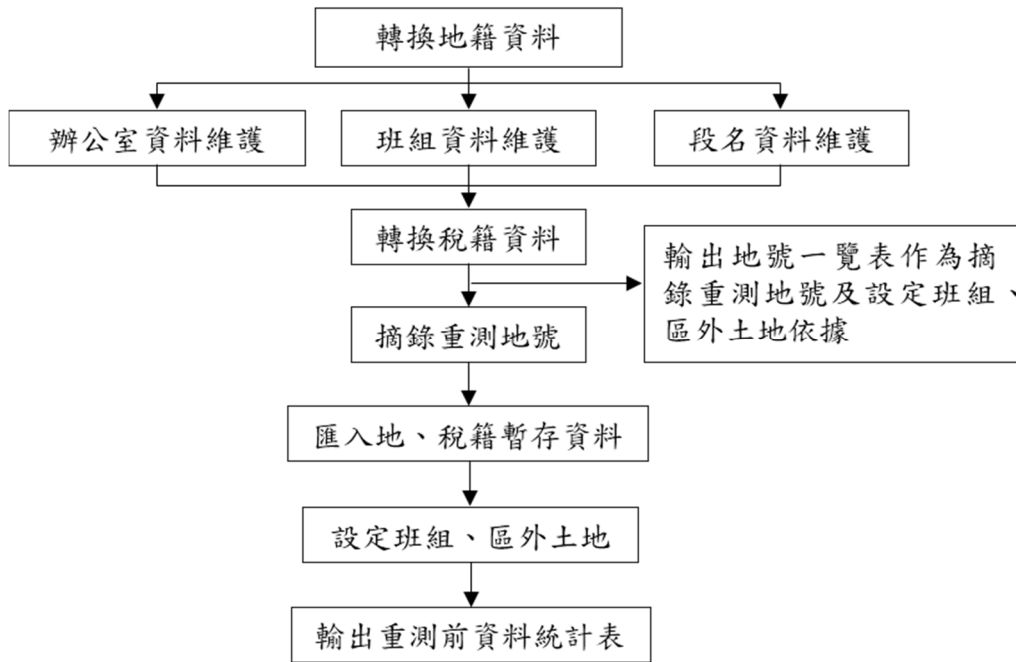 轉換地籍資料
辦公室資料維護
班組資料維護
段名資料維護
轉換稅籍資料
輸出地號一覽表作為摘
錄重測地號及設定班組、
區外土地依據
摘錄重測地號
匯入地、稅籍暫存資料
設定班組、區外土地
輸出重測前資料統計表